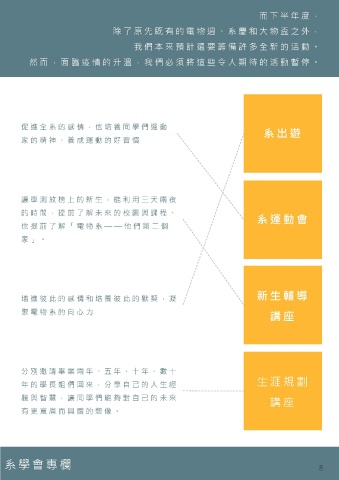 而下半年度，
除了原先既有的電物週、系慶和大物盃之外，
我們本來預計還要籌備許多全新的活動。
然而，面臨疫情的升溫，我們必須將這些令人期待的活動暫停。
促進全系的感情，也培養同學們運動
家的精神、養成運動的好習慣
系出遊
讓學測放榜上的新生，能利用三天兩夜
的時間，提前了解未來的校園與課程、
也提前了解「電物系——他們第二個
家」。
系運動會
增進彼此的感情和培養彼此的默契，凝
聚電物系的向心力
新生輔導
講座
分別邀請畢業兩年、五年、十年、數十
年的學長姐們回來，分享自己的人生經
驗與智慧，讓同學們能夠對自己的未來
有更寬廣而具體的想像。
生涯規劃
講座
系學會專欄